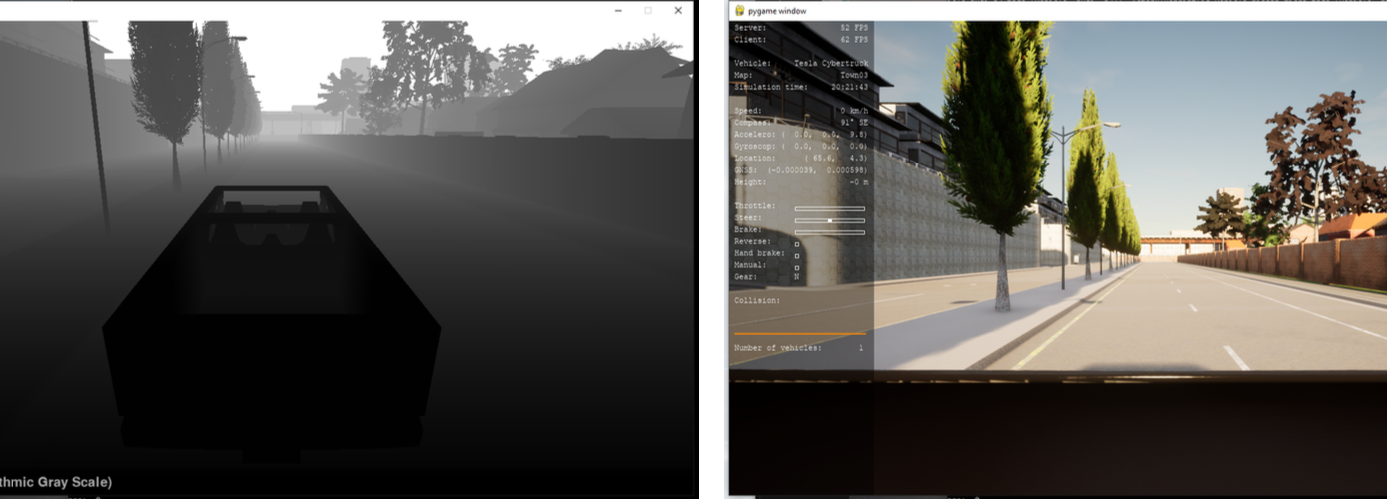 thmic Gray Scale)
pygame window
Server: 52 FPS
Client: 62 FPS
Vehicle: Tesla Cybertruck
Map: Town03
Simulation time: 20:21:43
Speed: 0 km/h
Compass: 91° SE
Accelero: ( 0.0, 0.0, 9.8)
Gyroscop: ( 0.0, 0.0, 0.0)
Location: ( 65.6, 4.3)
GNSS: (-0.000039, 0.000598)
Height: -0 m
Throttle:
Steer:
Brake:
Reverse:
Hand brake:
Manual:
Gear: N
Collision:
Number of vehicles: 1